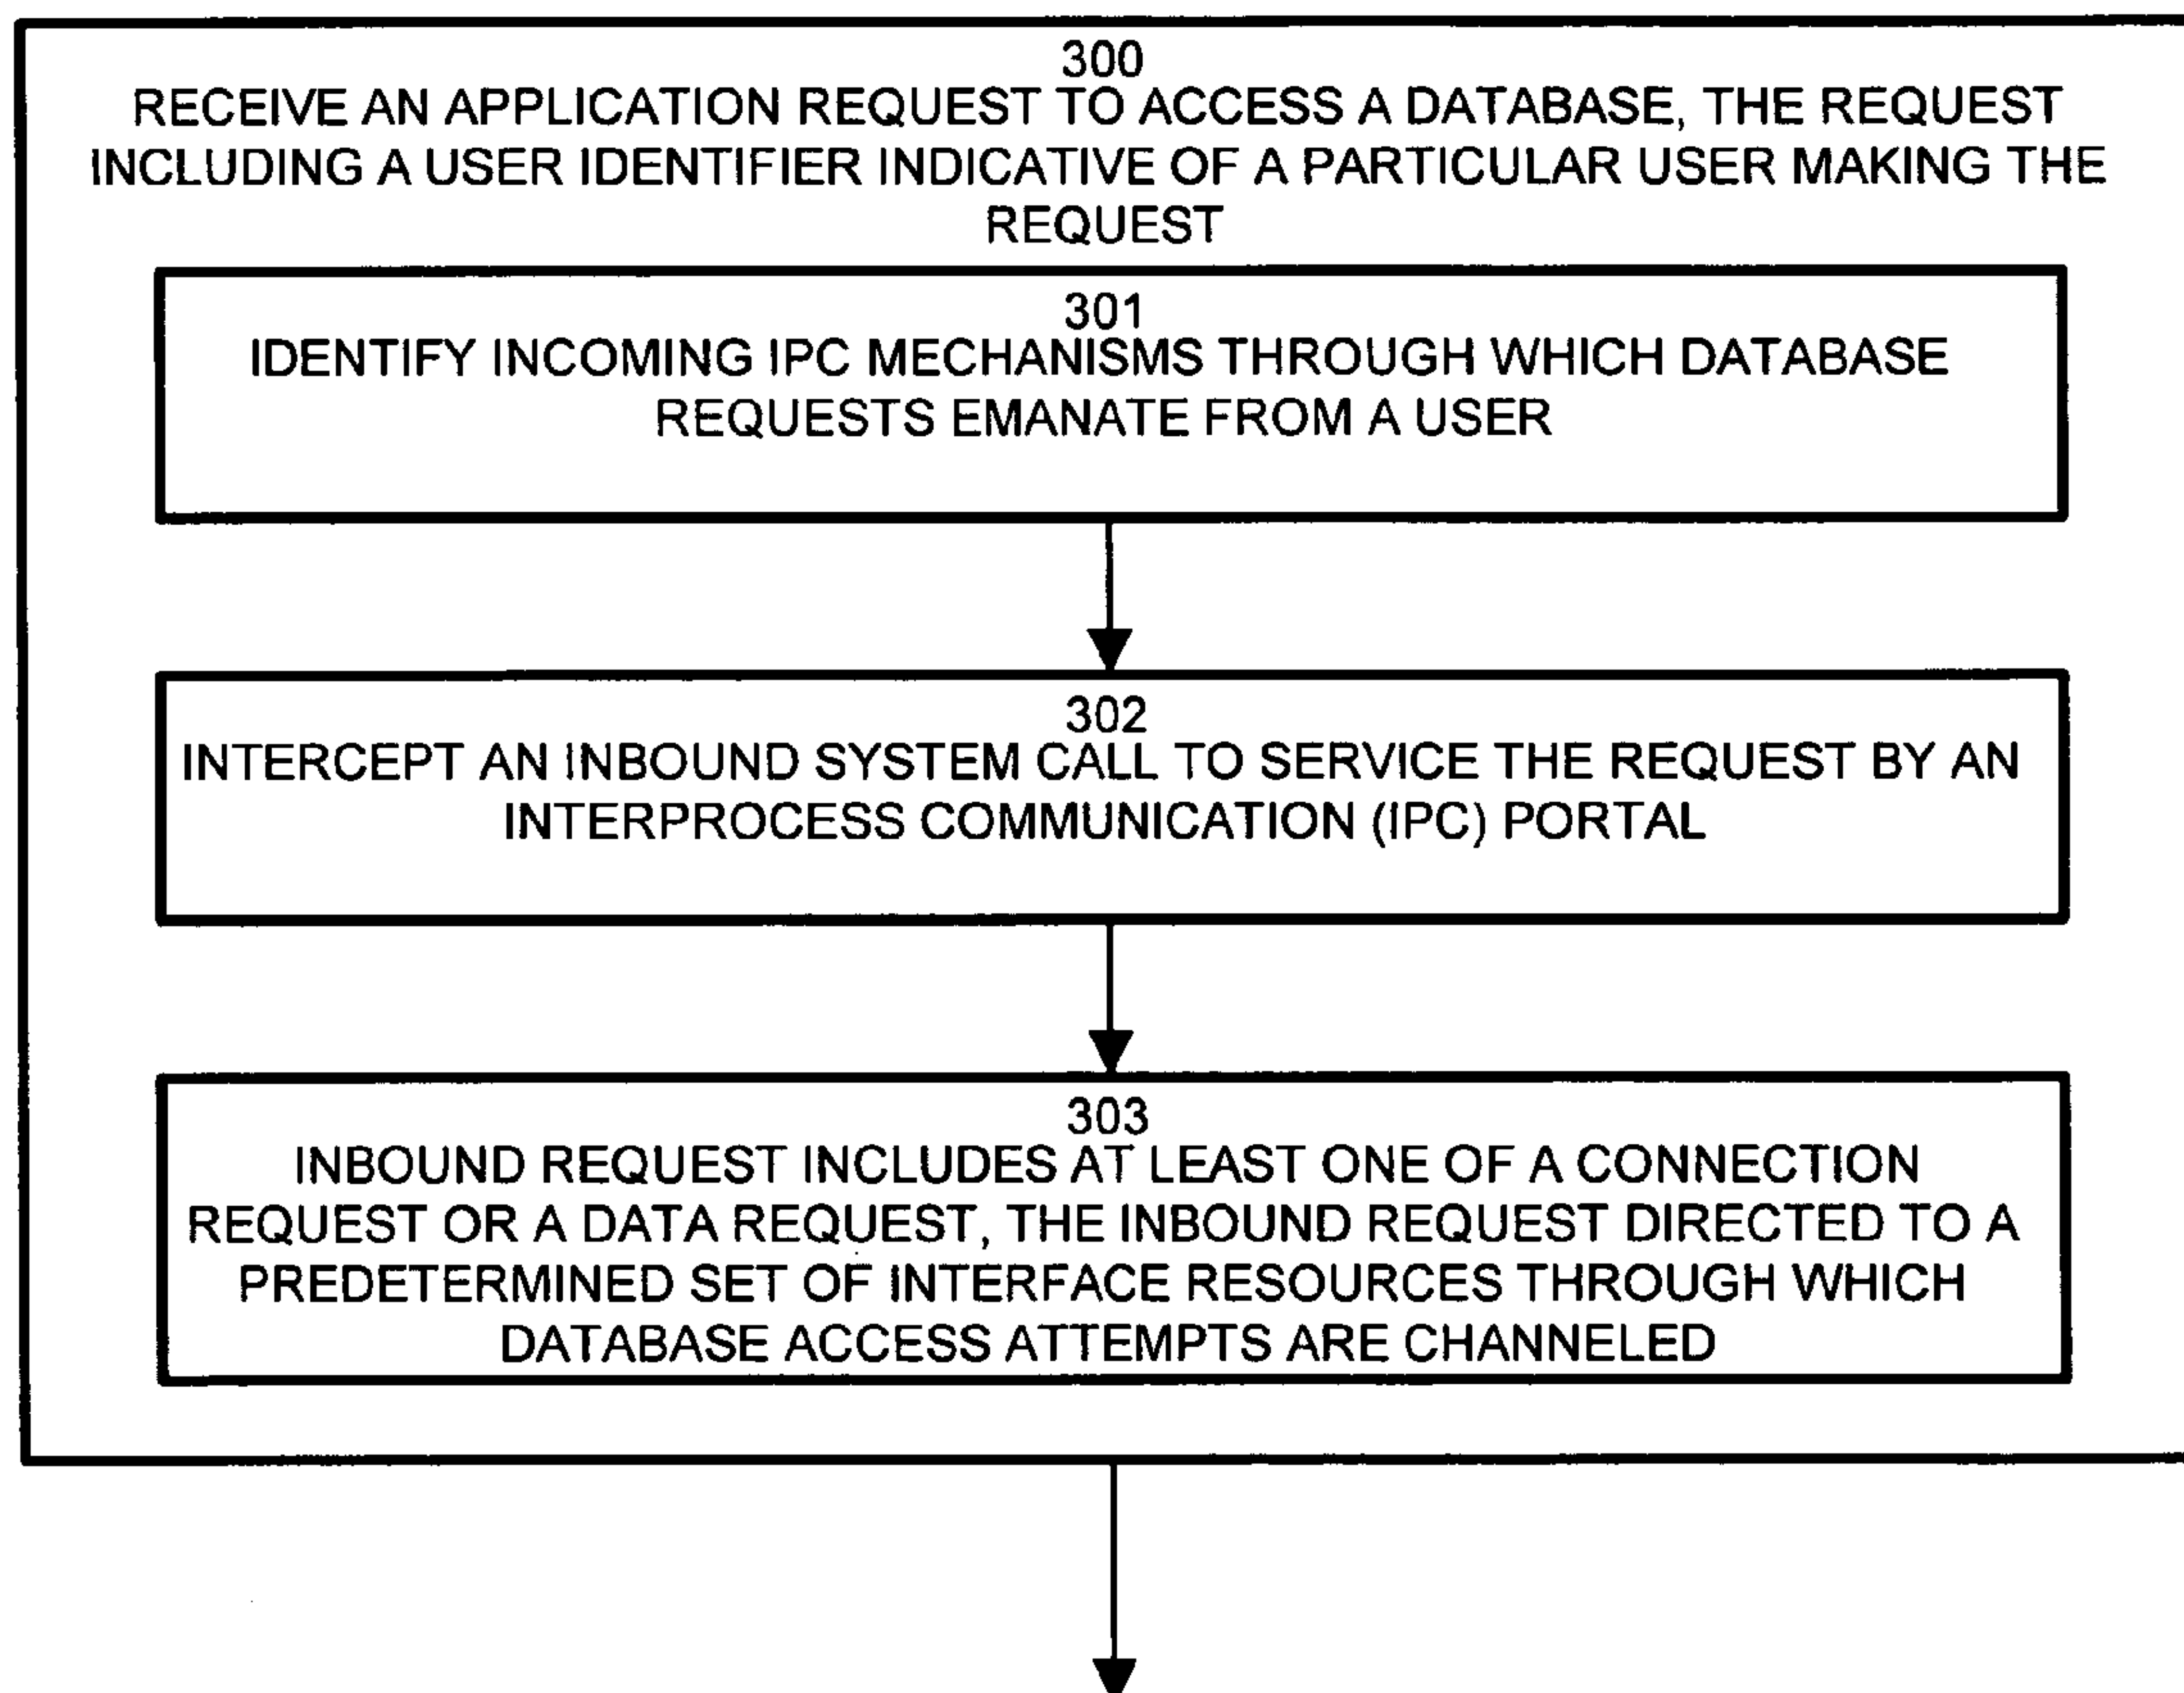 300
RECEIVE AN APPLICATION REQUEST TO ACCESS A DATABASE, THE REQUEST
INCLUDING A USER IDENTIFIER INDICATIVE OF A PARTICULAR USER MAKING THE
REQUEST
301
IDENTIFY INCOMING IPC MECHANISMS THROUGH WHICH DATABASE
REQUESTS EMANATE FROM A USER
302
INTERCEPT AN INBOUND SYSTEM CALL TO SERVICE THE REQUEST BY AN
INTERPROCESS COMMUNICATION (IPC) PORTAL
303
INBOUND REQUEST INCLUDES AT LEAST ONE OF A CONNECTION
REQUEST OR A DATA REQUEST, THE INBOUND REQUEST DIRECTED TO A
PREDETERMINED SET OF INTERFACE RESOURCES THROUGH WHICH
DATABASE ACCESS ATTEMPTS ARE CHANNELED